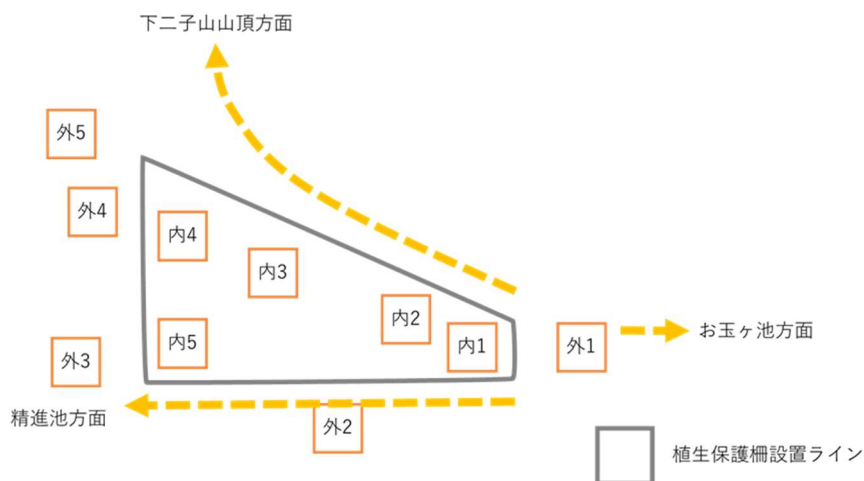 下二子山山頂方面
外5
外4
内4
内3
内2
内5
内1
外1
お玉ヶ池方面
外3
精進池方面
外2
植生保護柵設置ライン